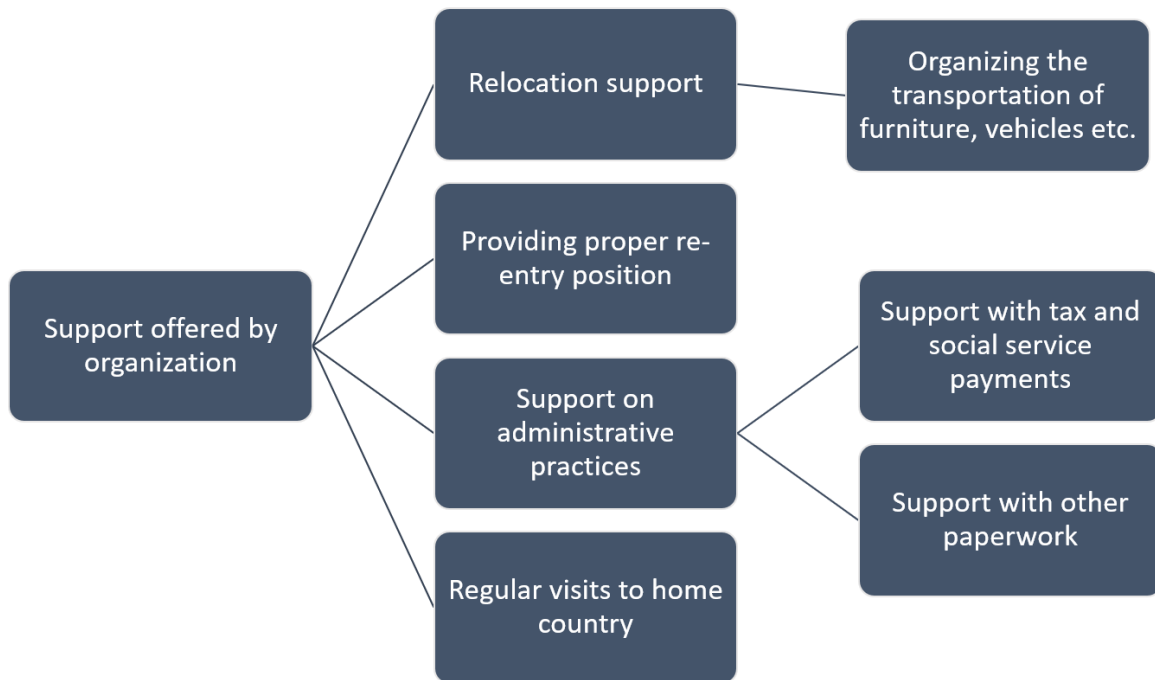 Support offered by
organization
Relocation support
Organizing the
transportation of
furniture, vehicles etc.
Providing proper re-
entry position
Support on
administrative
practices
Support with tax and
social service
payments
Support with other
paperwork
Regular visits to home
country